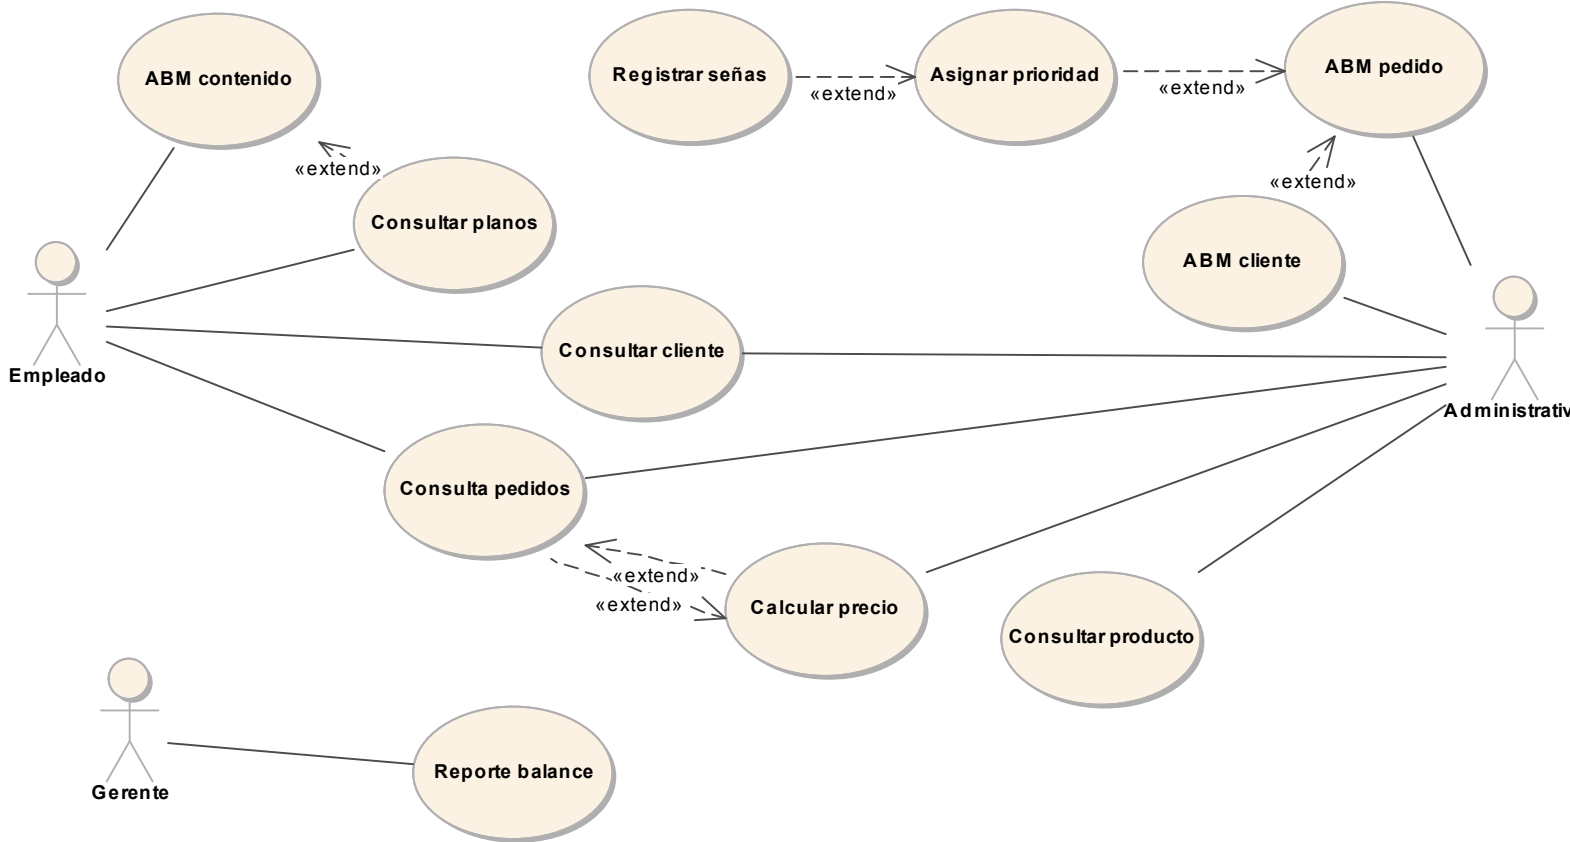 ABM contenido
Registrar señas
Asignar prioridad
ABM pedido
«extend»
«extend»
«extend»
«extend»
Consultar planos
ABM cliente
Consultar cliente
Empleado
Administrativ
Consulta pedidos
«extend»
«extend»
Calcular precio
Consultar producto
Reporte balance
Gerente